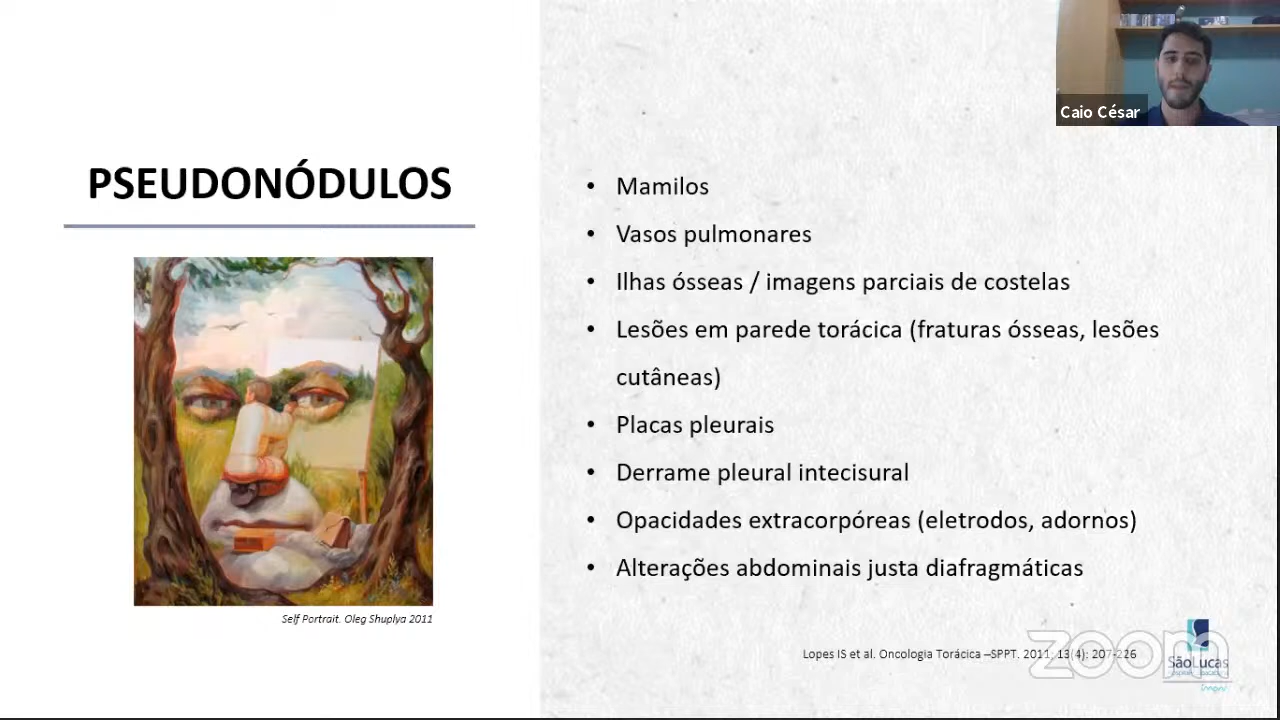 Caio César
PSEUDONÓDULOS
• Mamilos
• Vasos pulmonares
• Ilhas ósseas / imagens parciais de costelas
• Lesões em parede torácica (fraturas ósseas, lesões
cutâneas)
• Placas pleurais
• Derrame pleural intecisural
• Opacidades extracorpóreas (eletrodos, adornos)
• Alterações abdominais justa diafragmáticas
Self Portrait. Oleg Shuplya 2011
Lopes IS et al. Oncologia Torácica –SPPT. 2011; 13(4): 207-226
zoom
SãoLucas